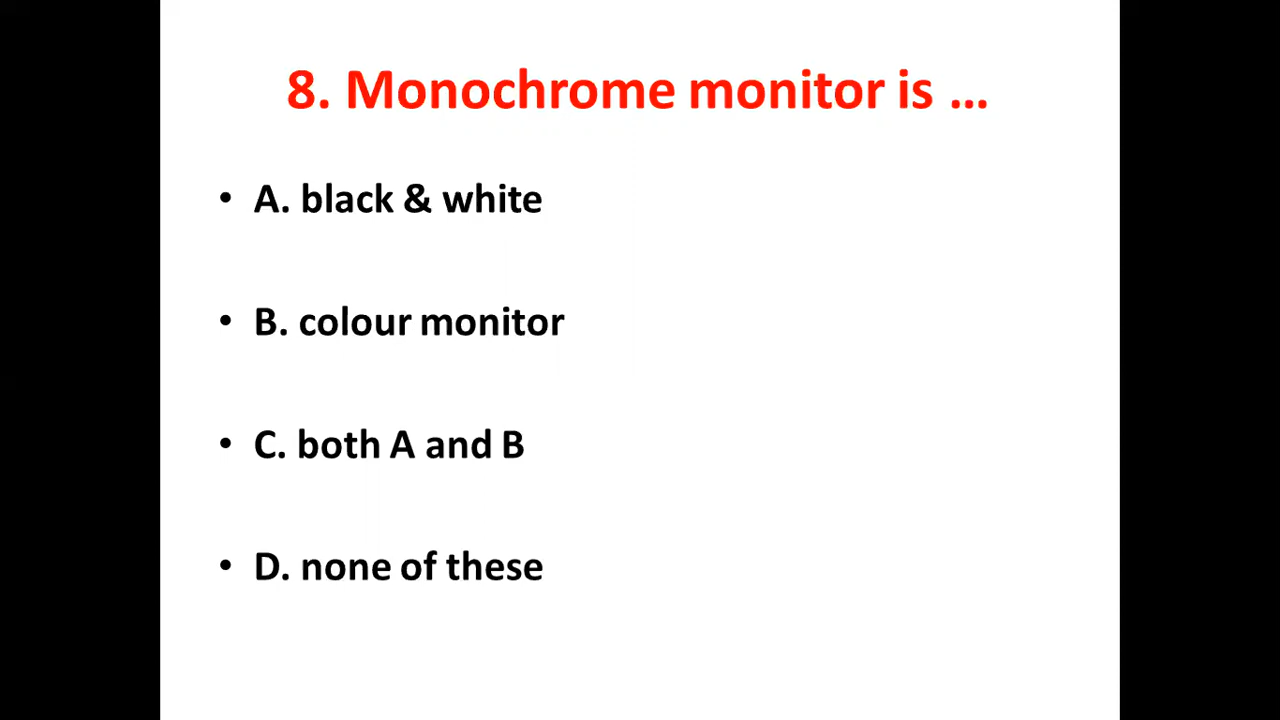 8. Monochrome monitor is …
• A. black & white
• B. colour monitor
• C. both A and B
• D. none of these